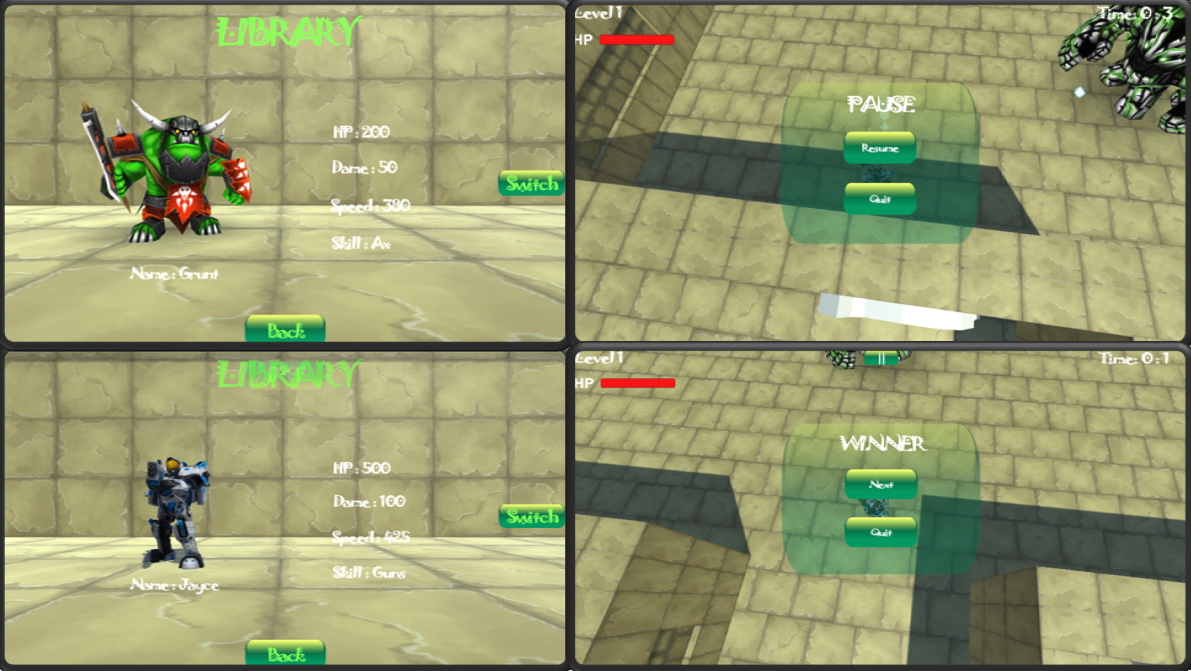 LIBRARY
HP : 200
Dame : 50
Switch
Speed : 380
Skill : Ax
Name : Grunt
Back
Level 1
Time: 0 : 3
HP
PAUSE
Resume
Quit
LIBRARY
HP : 500
Dame : 100
Switch
Speed : 425
Skill : Guns
Name : Jayce
Back
Level 1
Time: 0 : 1
HP
WINNER
Next
Quit